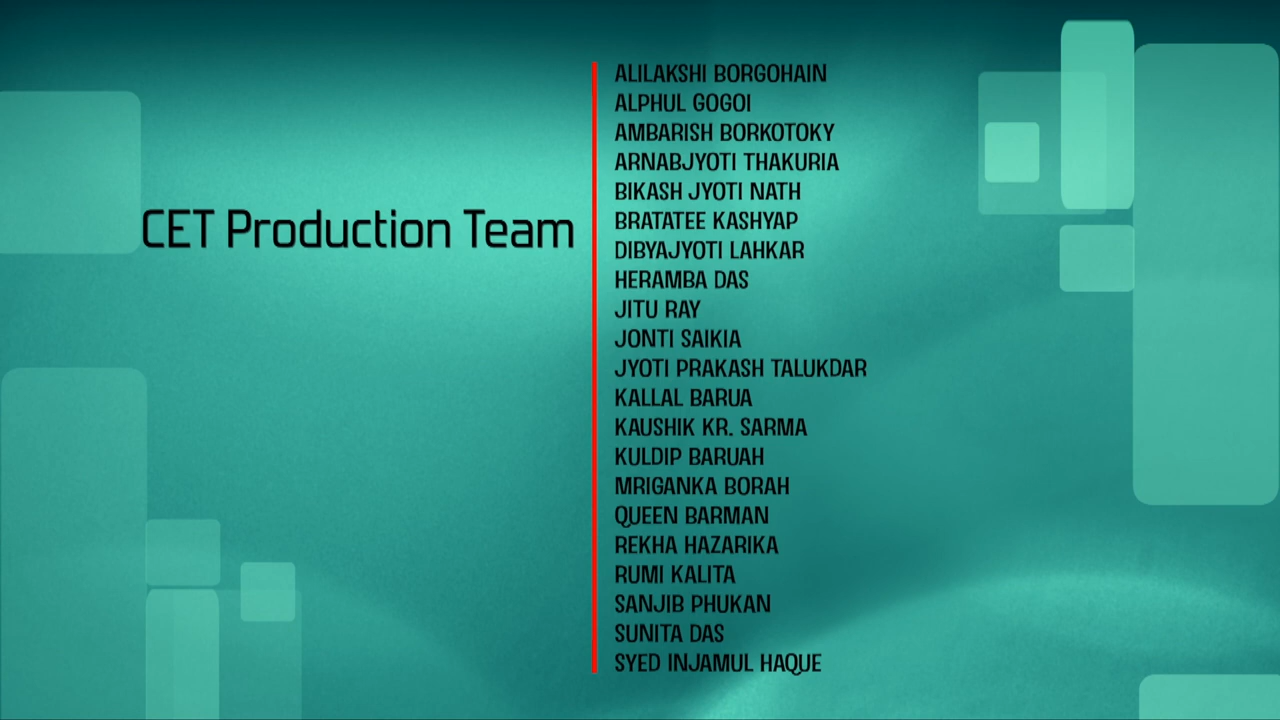 CET Production Team
ALILAKSHI BORGOHAIN
ALPHUL GOGOI
AMBARISH BORKOTOKY
ARNABJYOTI THAKURIA
BIKASH JYOTI NATH
BRATATEE KASHYAP
DIBYAJYOTI LAHKAR
HERAMBA DAS
JITU RAY
JONTI SAIKIA
JYOTI PRAKASH TALUKDAR
KALLAL BARUA
KAUSHIK KR. SARMA
KULDIP BARUAH
MRIGANKA BORAH
QUEEN BARMAN
REKHA HAZARIKA
RUMI KALITA
SANJIB PHUKAN
SUNITA DAS
SYED INJAMUL HAQUE